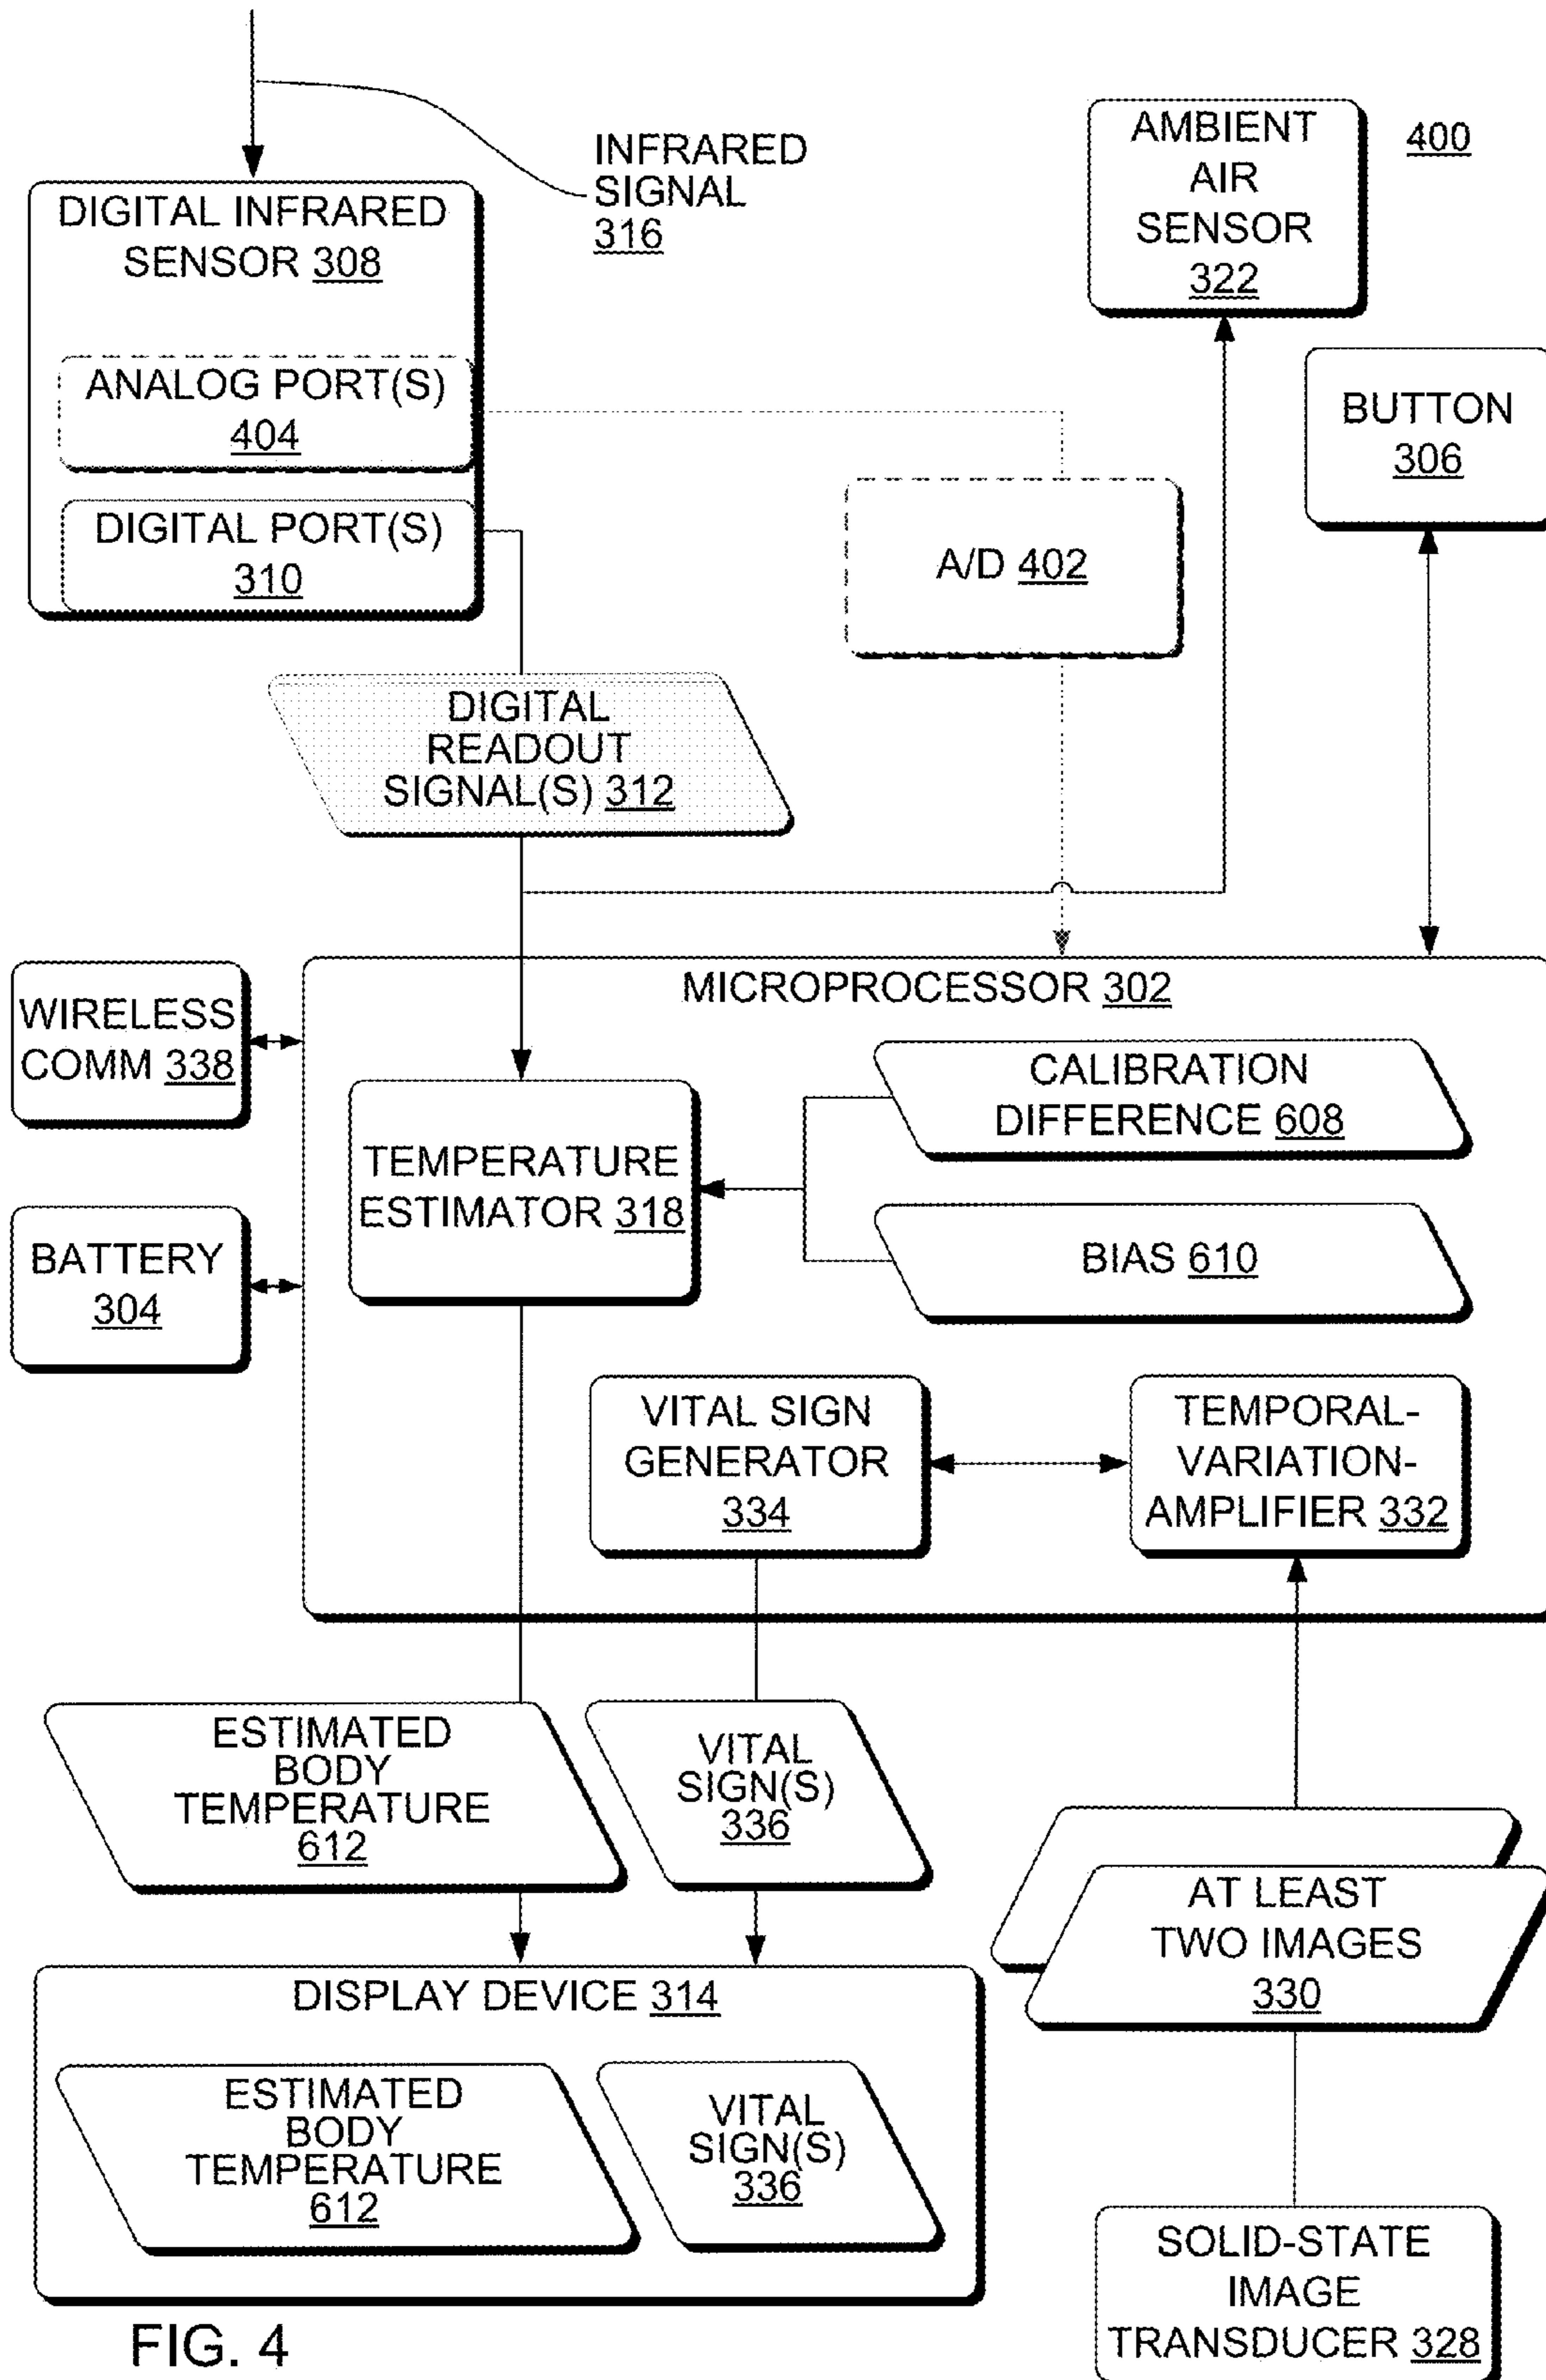 INFRARED
SIGNAL
316
AMBIENT
AIR
SENSOR
322
400
DIGITAL INFRARED
SENSOR 308
ANALOG PORT(S)
404
DIGITAL PORT(S)
310
BUTTON
306
A/D 402
DIGITAL
READOUT
SIGNAL(S) 312
MICROPROCESSOR 302
WIRELESS
COMM 338
BATTERY
304
TEMPERATURE
ESTIMATOR 318
CALIBRATION
DIFFERENCE 608
BIAS 610
VITAL SIGN
GENERATOR
334
TEMPORAL-
VARIATION-
AMPLIFIER 332
ESTIMATED
BODY
TEMPERATURE
612
VITAL
SIGN(S)
336
AT LEAST
TWO IMAGES
330
DISPLAY DEVICE 314
ESTIMATED
BODY
TEMPERATURE
612
VITAL
SIGN(S)
336
SOLID-STATE
IMAGE
TRANSDUCER 328
FIG. 4